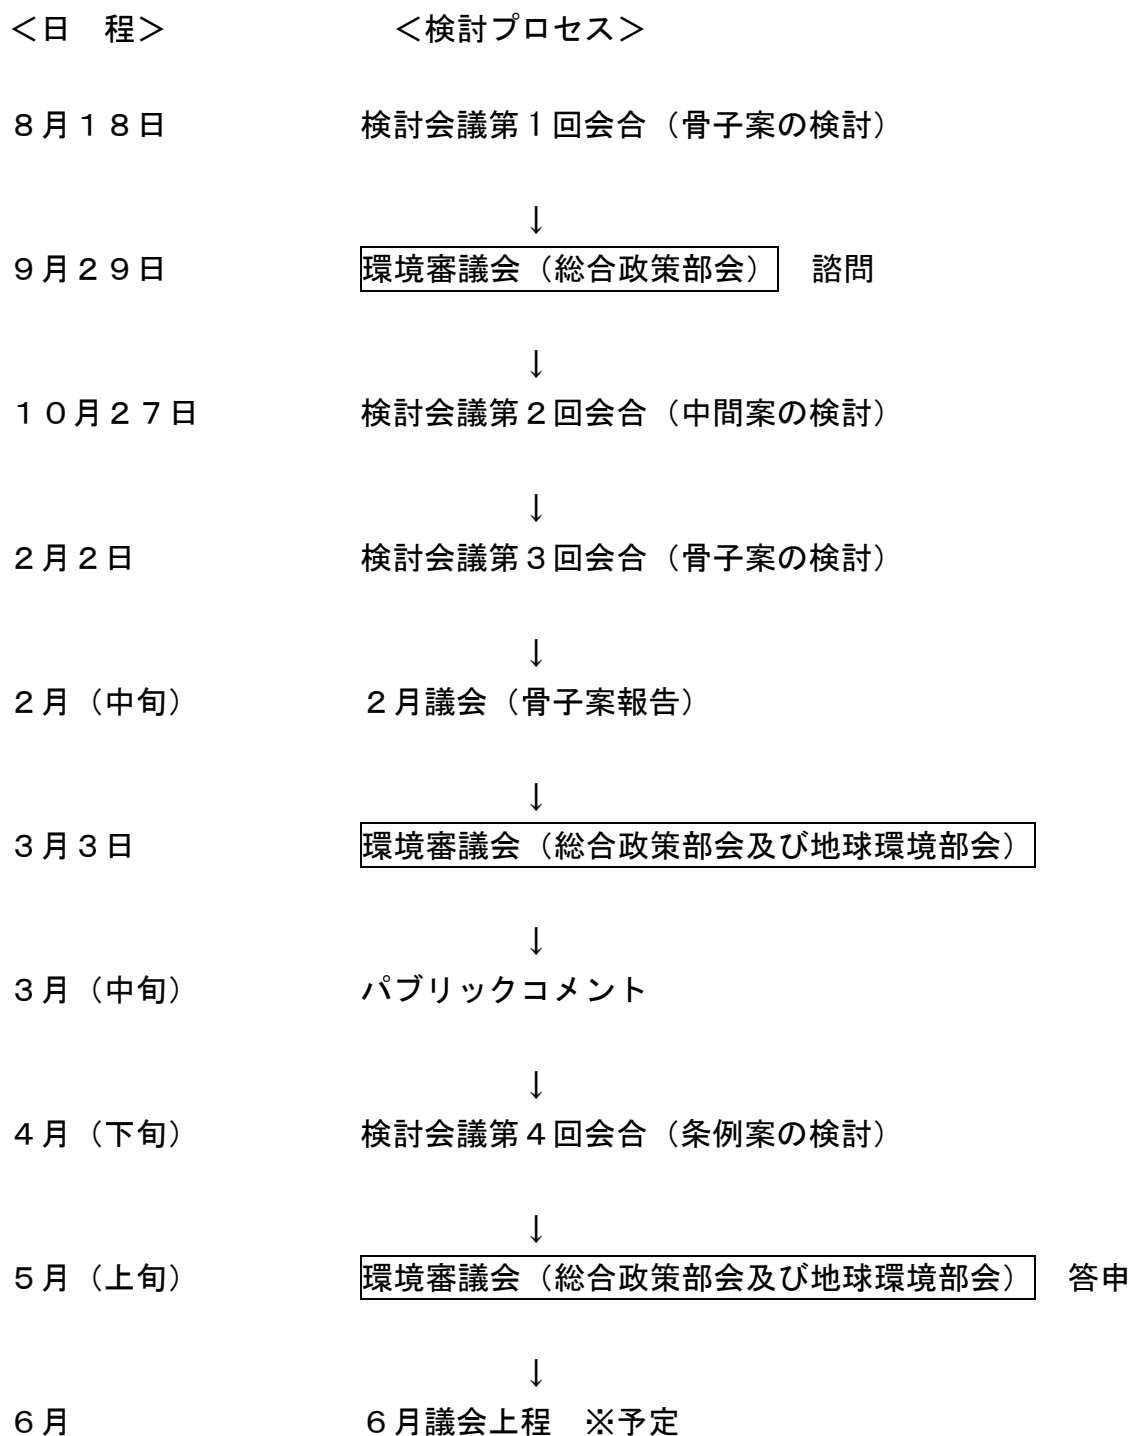 ＜日　程＞　　　　　　　＜検討プロセス＞
８月１８日　　　　　　検討会議第１回会合（骨子案の検討）
↓
９月２９日　　　　　　環境審議会（総合政策部会）　諮問
↓
１０月２７日　　　　　検討会議第２回会合（中間案の検討）
↓
２月２日　　　　　　　検討会議第３回会合（骨子案の検討）
↓
２月（中旬）　　　　　２月議会（骨子案報告）
↓
３月３日　　　　　　　環境審議会（総合政策部会及び地球環境部会）
↓
３月（中旬）　　　　　パブリックコメント
↓
４月（下旬）　　　　　検討会議第４回会合（条例案の検討）
↓
５月（上旬）　　　　　環境審議会（総合政策部会及び地球環境部会）　答申
↓
６月　　　　　　　　　６月議会上程　※予定